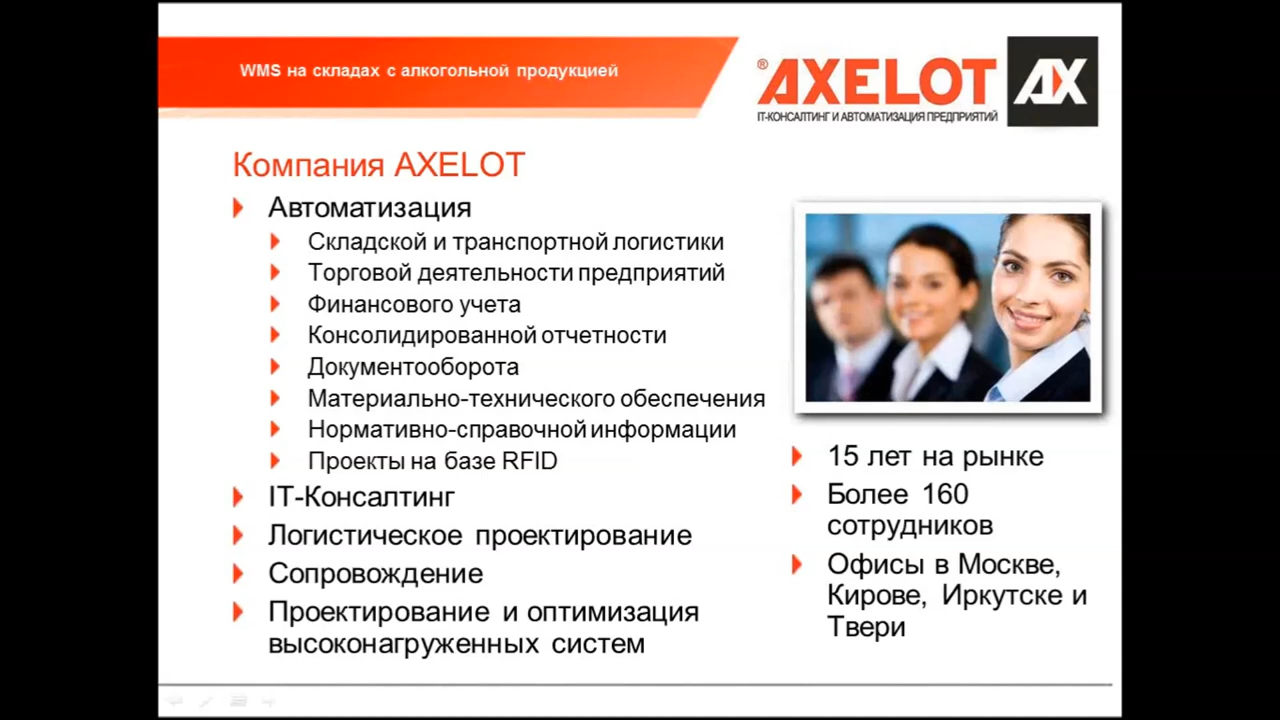 WMS на складах с алкогольной продукцией
® AXELOT AX
IT-КОНСАЛТИНГ И АВТОМАТИЗАЦИЯ ПРЕДПРИЯТИЙ
Компания AXELOT
Автоматизация
Складской и транспортной логистики
Торговой деятельности предприятий
Финансового учета
Консолидированной отчетности
Документооборота
Материально-технического обеспечения
Нормативно-справочной информации
Проекты на базе RFID
IT-Консалтинг
Логистическое проектирование
Сопровождение
Проектирование и оптимизация
высоконагруженных систем
15 лет на рынке
Более 160
сотрудников
Офисы в Москве,
Кирове, Иркутске и
Твери